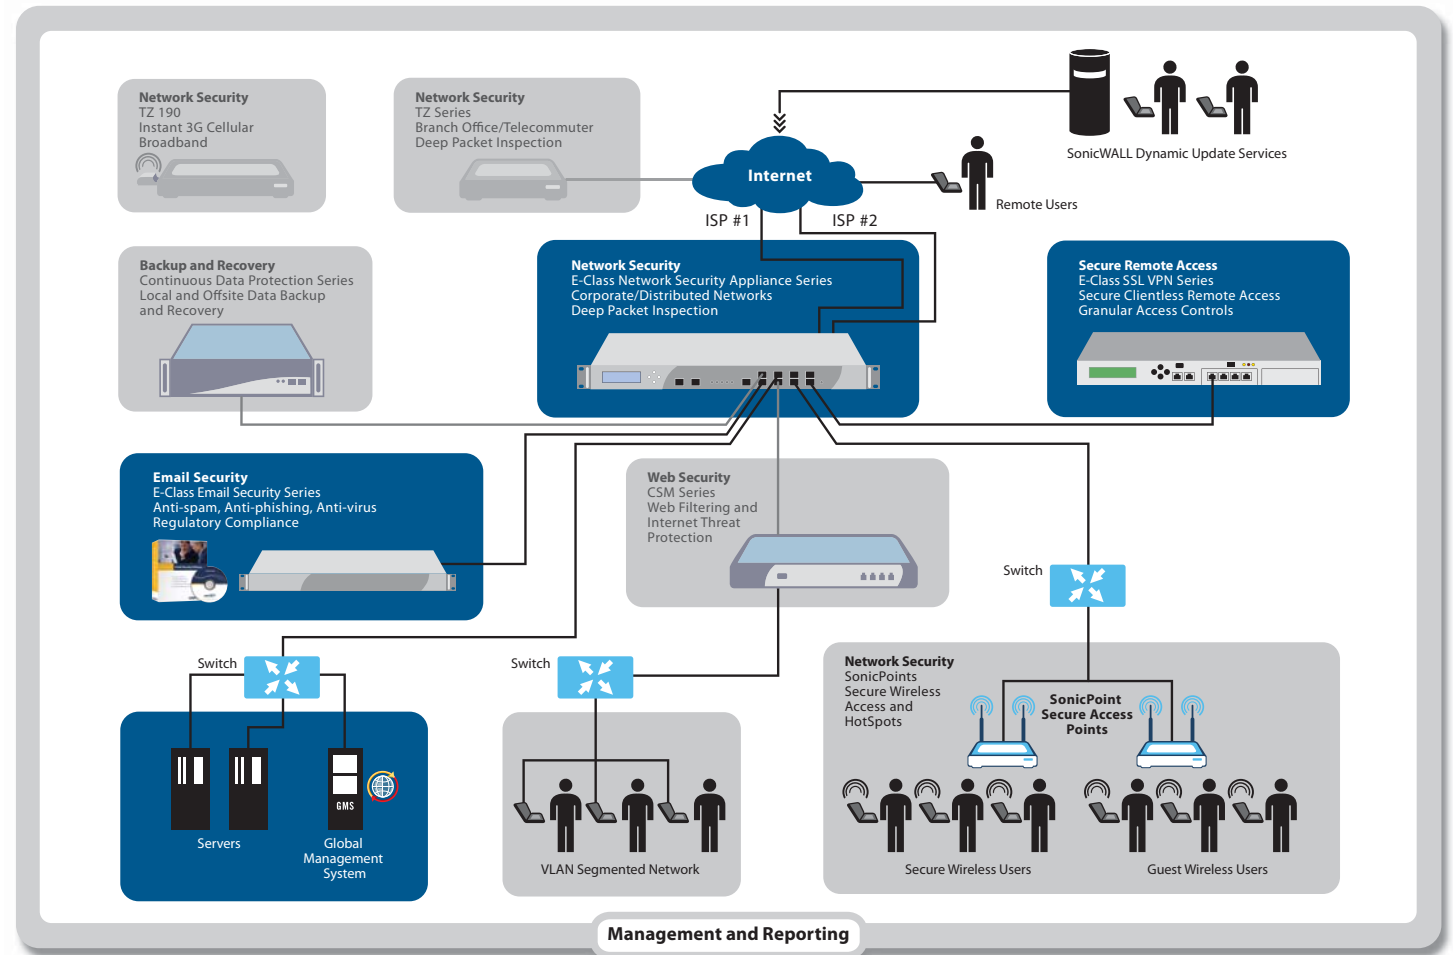 Network Security
TZ 190
Instant 3G Cellular
Broadband
Network Security
TZ Series
Branch Office/Telecommuter
Deep Packet Inspection
SonicWALL Dynamic Update Services
Internet
Remote Users
ISP #1
ISP #2
Backup and Recovery
Continuous Data Protection Series
Local and Offsite Data Backup
and Recovery
Network Security
E-Class Network Security Appliance Series
Corporate/Distributed Networks
Deep Packet Inspection
Secure Remote Access
E-Class SSL VPN Series
Secure Clientless Remote Access
Granular Access Controls
Email Security
E-Class Email Security Series
Anti-spam, Anti-phishing, Anti-virus
Regulatory Compliance
Web Security
CSM Series
Web Filtering and
Internet Threat
Protection
Switch
Switch
Switch
Network Security
SonicPoints
Secure Wireless
Access and
HotSpots
SonicPoint
Secure Access
Points
GMS
Servers
Global
Management
System
VLAN Segmented Network
Secure Wireless Users
Guest Wireless Users
Management and Reporting